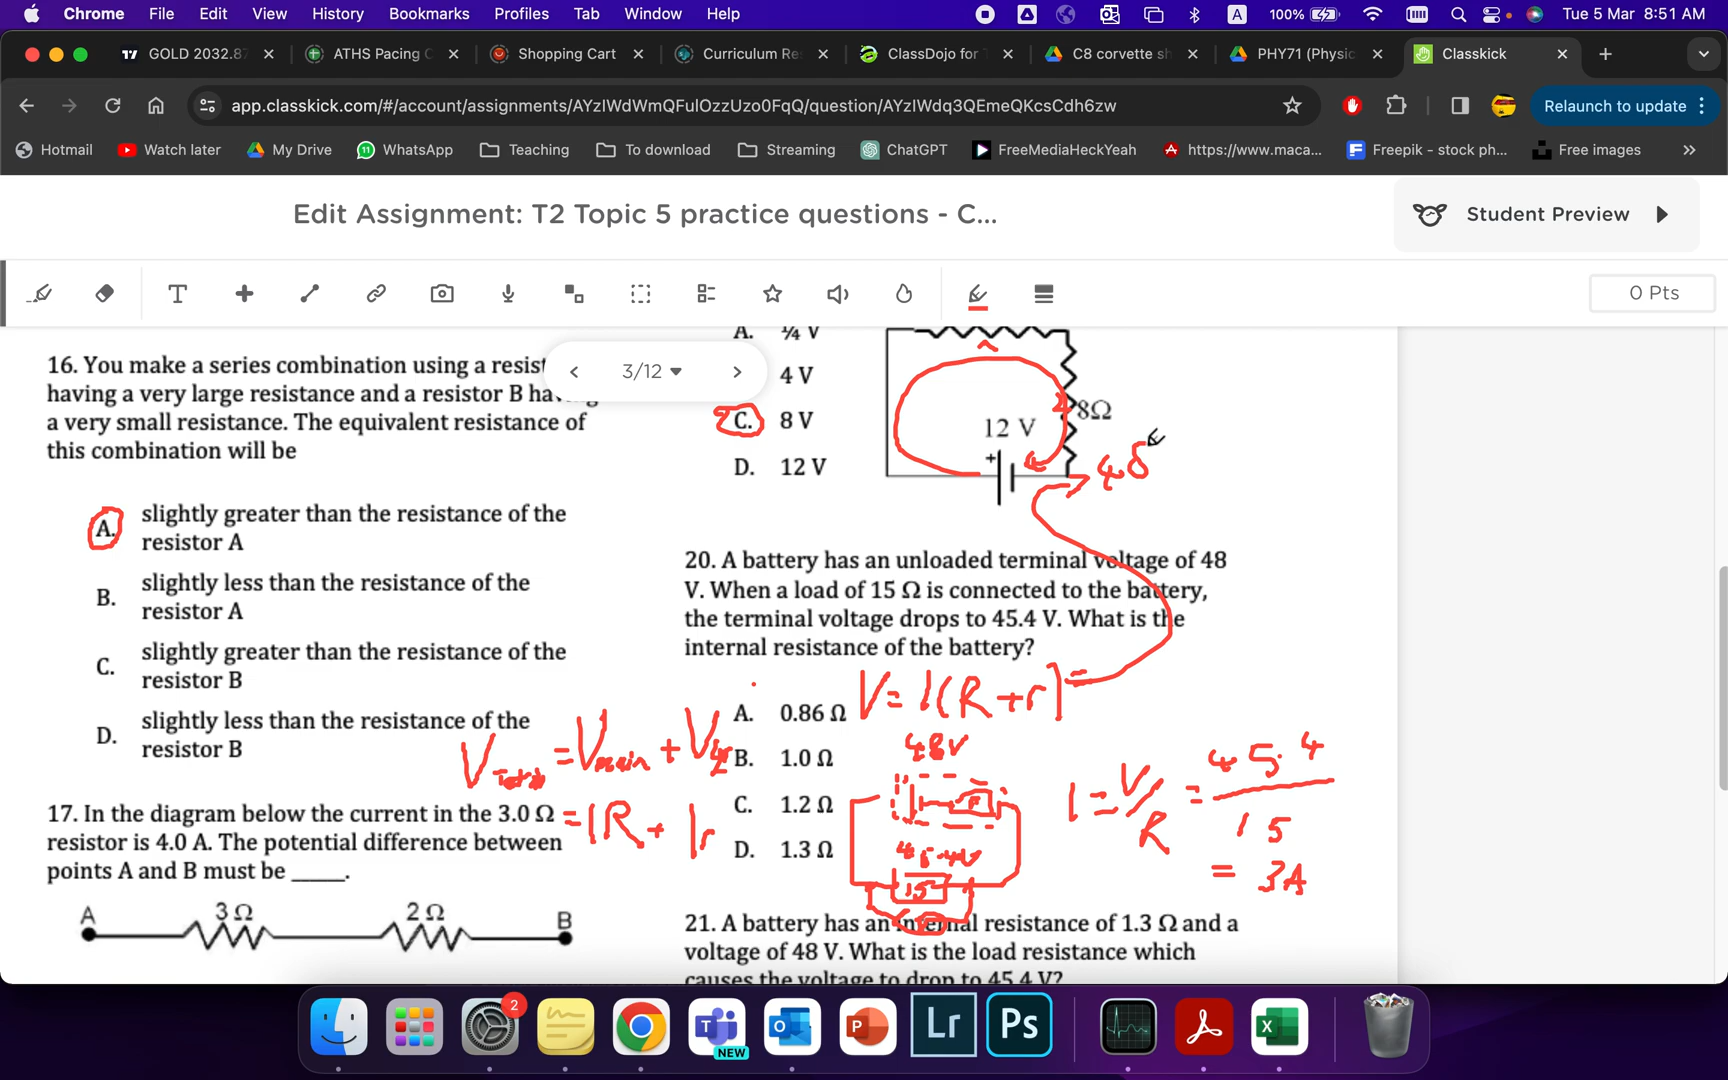 Chrome File Edit View History Bookmarks Profiles Tab Window Help
A 100% Tue 5 Mar 8:51 AM
GOLD 2032.87
ATHS Pacing C
Shopping Cart
Curriculum Re
ClassDojo for T
C8 corvette sh
PHY71 (Physic
Classkick
app.classkick.com/#/account/assignments/AYzIWdWmQFulOzzUzo0FqQ/question/AYzIWdq3QEmeQKcsCdh6zw
Relaunch to update
Hotmail
Watch later
My Drive
WhatsApp
Teaching
To download
Streaming
ChatGPT
FreeMediaHeckYeah
https://www.maca...
Freepik - stock ph...
Free images
Edit Assignment: T2 Topic 5 practice questions - C...
Student Preview
T
0 Pts
3/12
16. You make a series combination using a resist
having a very large resistance and a resistor B ha
a very small resistance. The equivalent resistance of
this combination will be
A. slightly greater than the resistance of the
resistor A
B. slightly less than the resistance of the
resistor A
C. slightly greater than the resistance of the
resistor B
D. slightly less than the resistance of the
resistor B
17. In the diagram below the current in the 3.0 Ω
resistor is 4.0 A. The potential difference between
points A and B must be ______.
A 3 Ω 2 Ω B
A. ¼ V
4 V
C. 8 V
D. 12 V
12 V
+
8Ω
48
20. A battery has an unloaded terminal voltage of 48
V. When a load of 15 Ω is connected to the battery,
the terminal voltage drops to 45.4 V. What is the
internal resistance of the battery?
A. 0.86 Ω
B. 1.0 Ω
C. 1.2 Ω
D. 1.3 Ω
V = I(R + r) =
= IR + Ir
48V
r
45.4V
15
I = V/R = 45.4
15
= 3A
21. A battery has an internal resistance of 1.3 Ω and a
voltage of 48 V. What is the load resistance which
causes the voltage to drop to 45.4 V?
2
NEW
Lr
Ps